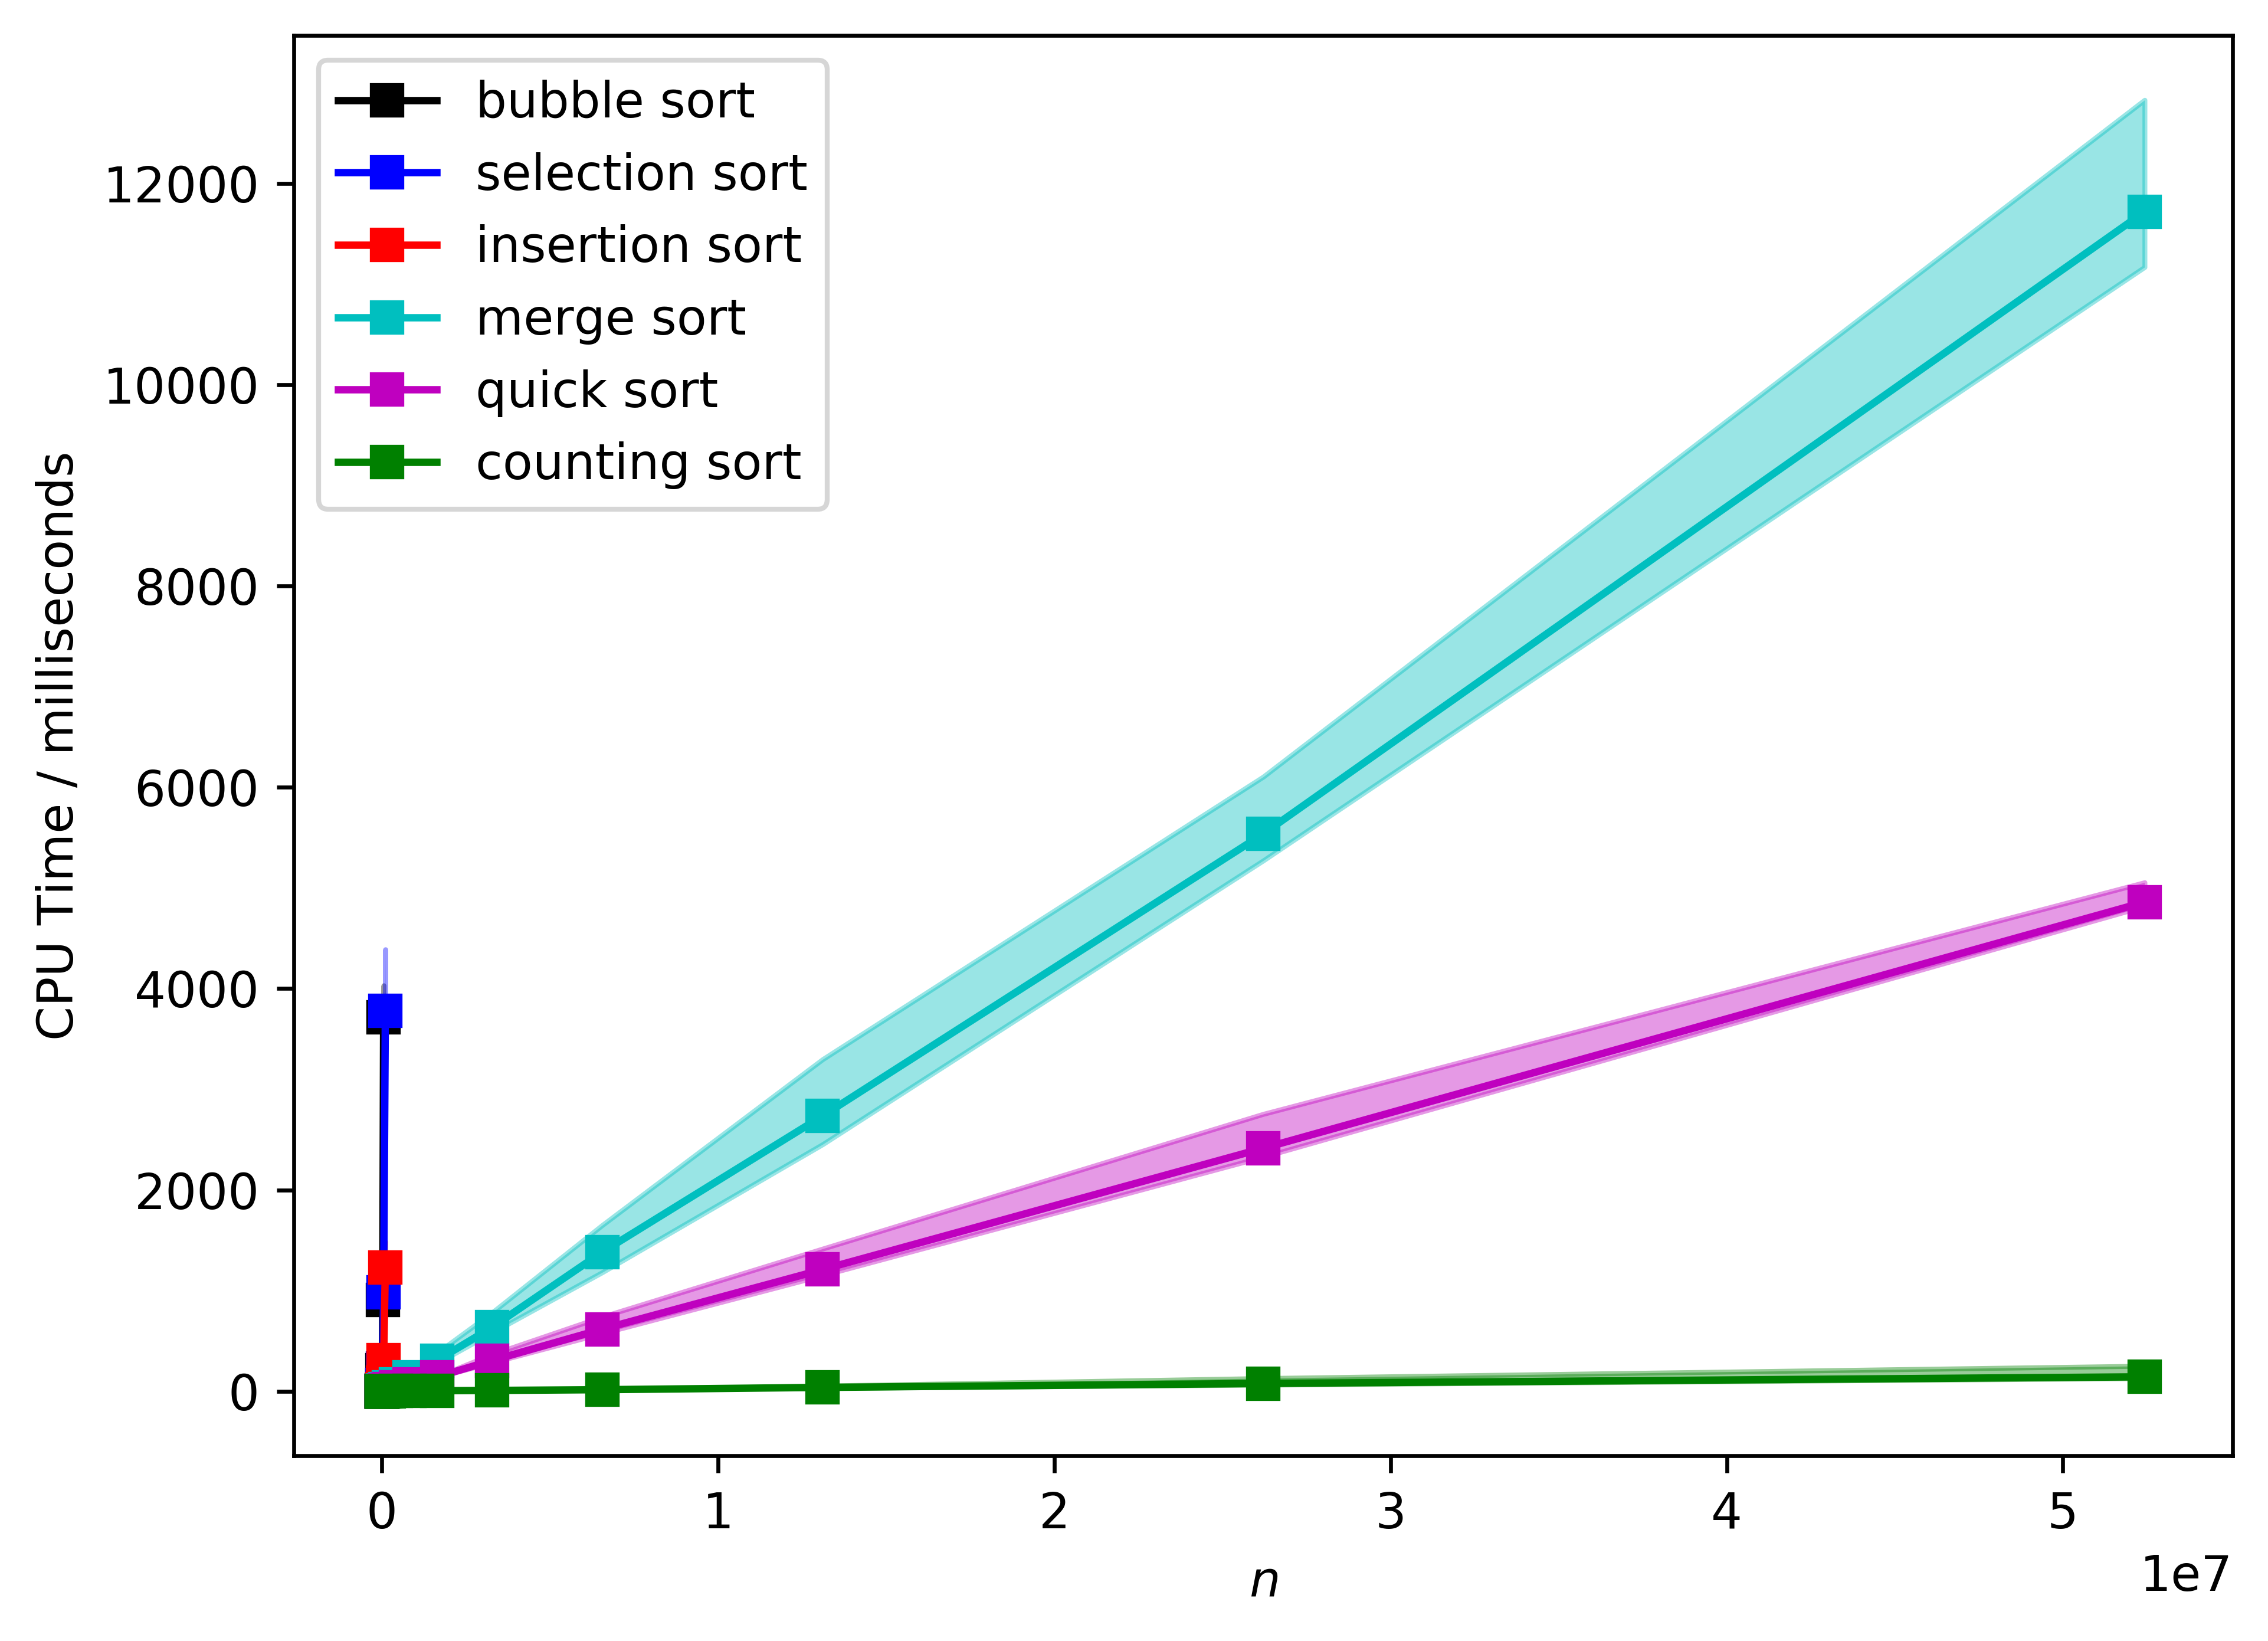 bubble sort
selection sort
insertion sort
merge sort
quick sort
counting sort
CPU Time / milliseconds
12000
10000
8000
6000
4000
2000
0
0 1 2 3 4 5
1e7
n